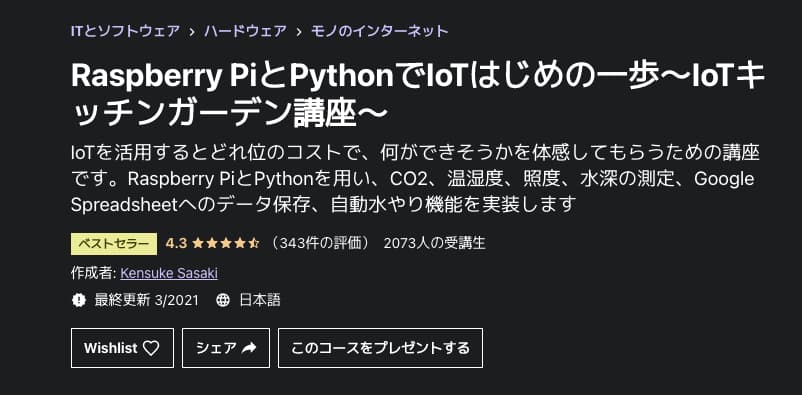 ITとソフトウェア > ハードウェア > モノのインターネット
Raspberry PiとPythonでIoTはじめの一歩〜IoTキ
ッチンガーデン講座〜
IoTを活用するとどれ位のコストで、何ができそうかを体感してもらうための講座
です。Raspberry PiとPythonを用い、CO2、温湿度、照度、水深の測定、Google
Spreadsheetへのデータ保存、自動水やり機能を実装します
ベストセラー 4.3 ★★★★⯪ （343件の評価） 2073人の受講生
作成者: Kensuke Sasaki
最終更新 3/2021 日本語
Wishlist ♡ シェア このコースをプレゼントする